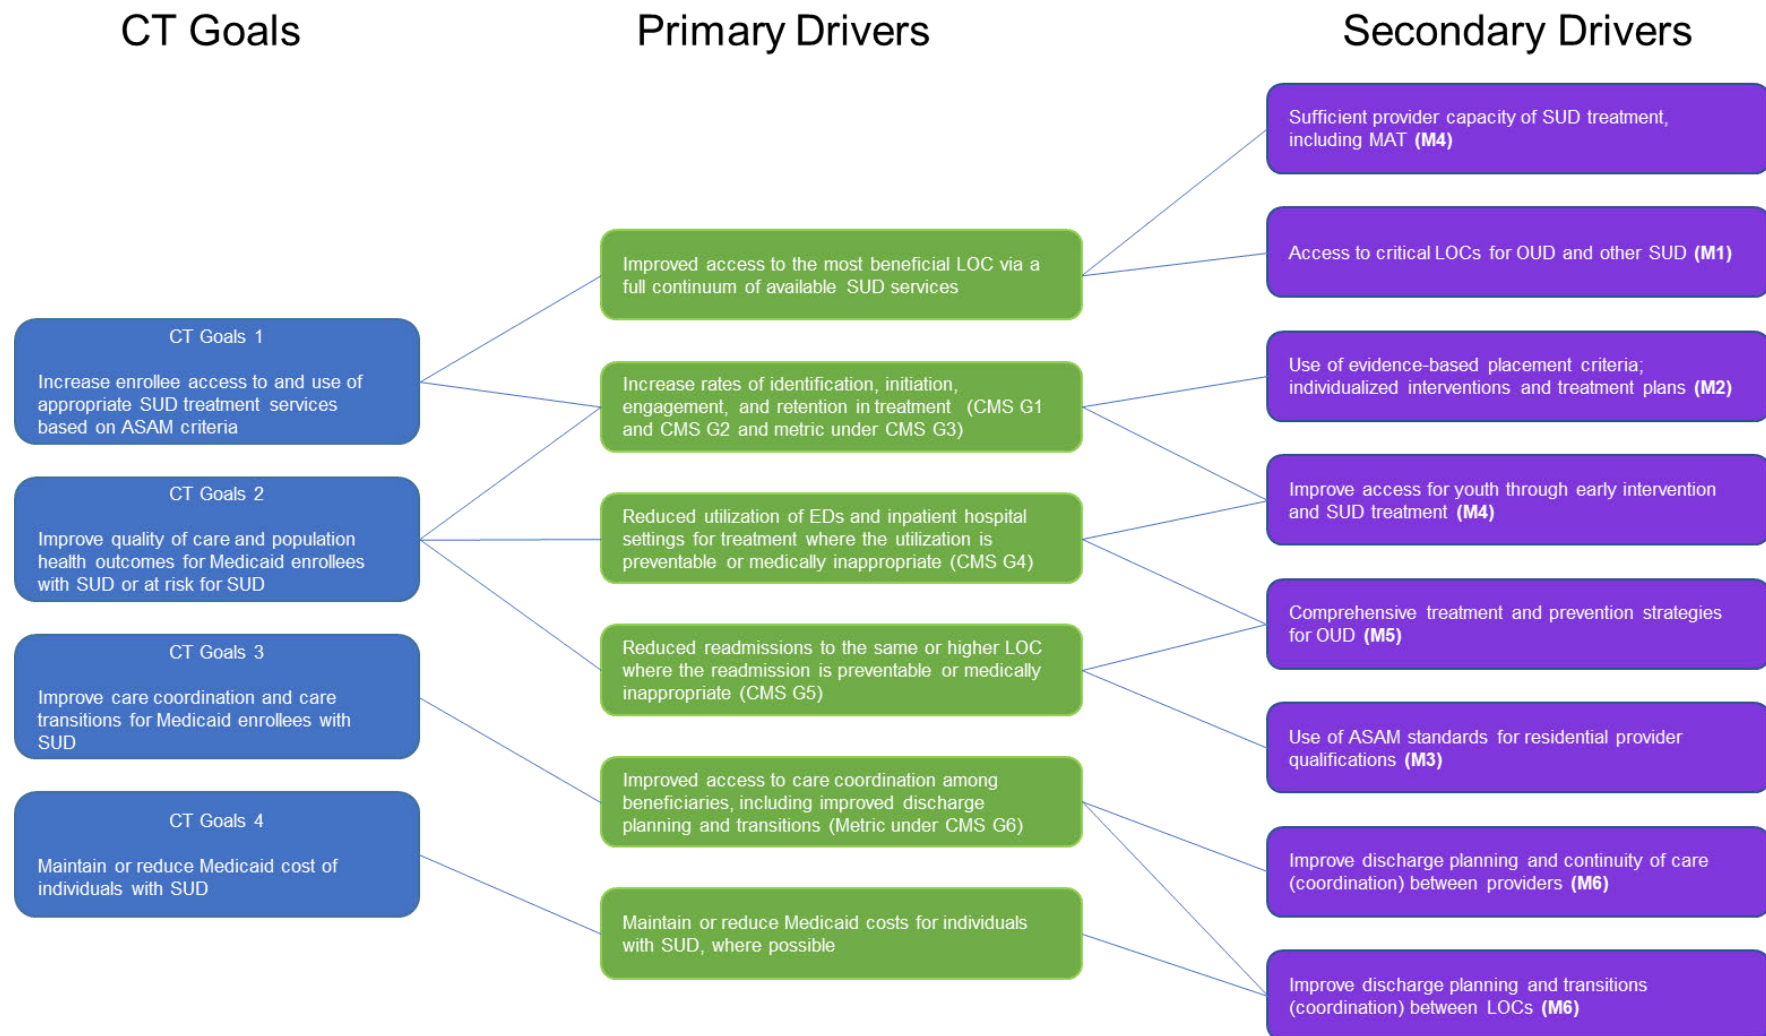 CT Goals
Primary Drivers
Secondary Drivers
CT Goals 1
Increase enrollee access to and use of
appropriate SUD treatment services
based on ASAM criteria
CT Goals 2
Improve quality of care and population
health outcomes for Medicaid enrollees
with SUD or at risk for SUD
CT Goals 3
Improve care coordination and care
transitions for Medicaid enrollees with
SUD
CT Goals 4
Maintain or reduce Medicaid cost of
individuals with SUD
Improved access to the most beneficial LOC via a
full continuum of available SUD services
Increase rates of identification, initiation,
engagement, and retention in treatment (CMS G1
and CMS G2 and metric under CMS G3)
Reduced utilization of EDs and inpatient hospital
settings for treatment where the utilization is
preventable or medically inappropriate (CMS G4)
Reduced readmissions to the same or higher LOC
where the readmission is preventable or medically
inappropriate (CMS G5)
Improved access to care coordination among
beneficiaries, including improved discharge
planning and transitions (Metric under CMS G6)
Maintain or reduce Medicaid costs for individuals
with SUD, where possible
Sufficient provider capacity of SUD treatment,
including MAT (M4)
Access to critical LOCs for OUD and other SUD (M1)
Use of evidence-based placement criteria;
individualized interventions and treatment plans (M2)
Improve access for youth through early intervention
and SUD treatment (M4)
Comprehensive treatment and prevention strategies
for OUD (M5)
Use of ASAM standards for residential provider
qualifications (M3)
Improve discharge planning and continuity of care
(coordination) between providers (M6)
Improve discharge planning and transitions
(coordination) between LOCs (M6)